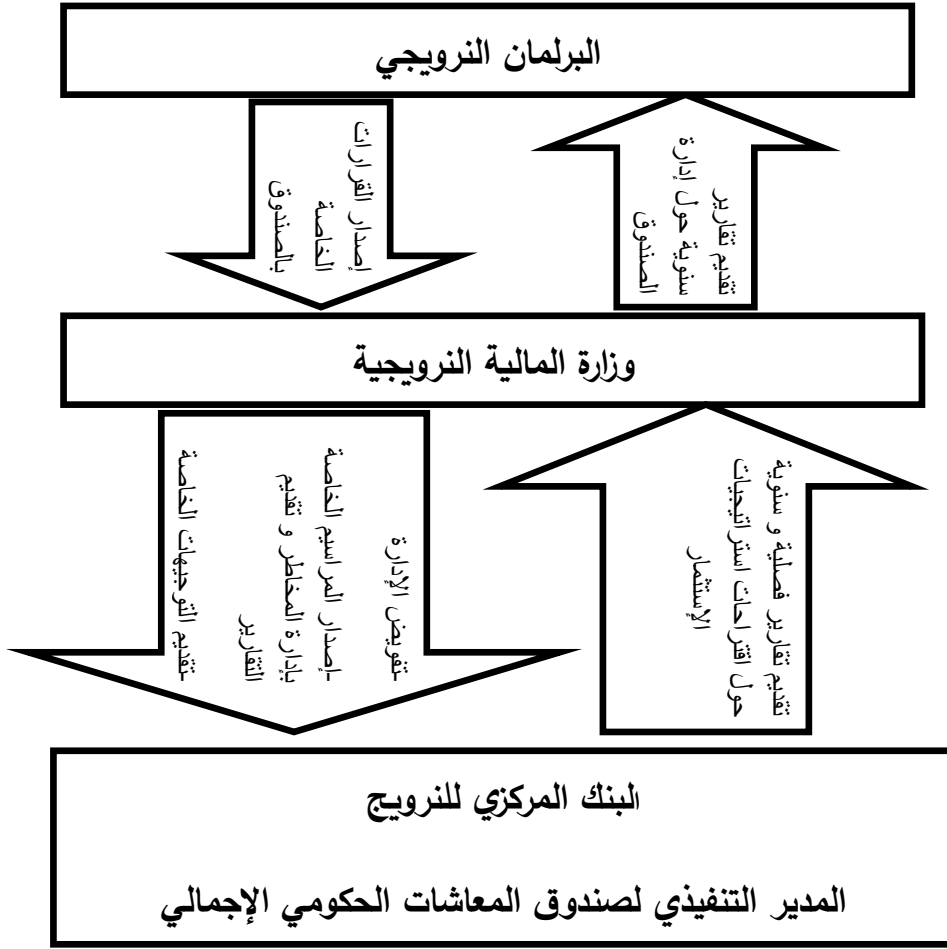 البرلمان النرويجي
إصدار القرارات
الخاصة
بالصندوق
تقديم تقارير
سنوية حول إدارة
الصندوق
وزارة المالية النرويجية
-تفويض الإدارة
-إصدار المراسيم الخاصة
بإدارة المخاطر و تقديم
التقارير
-تقديم التوجيهات الخاصة
تقديم تقارير فصلية و سنوية
حول اقتراحات استراتيجيات
الإستثمار
البنك المركزي للنرويج
المدير التنفيذي لصندوق المعاشات الحكومي الإجمالي